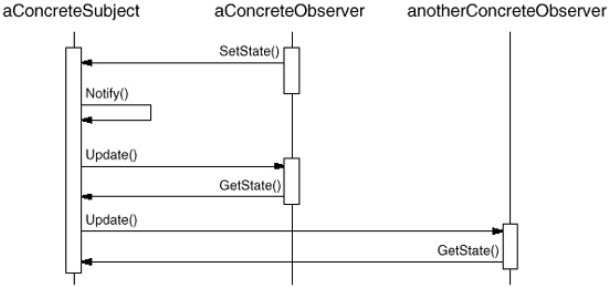 aConcreteSubject aConcreteObserver anotherConcreteObserver
SetState()
Notify()
Update()
GetState()
Update()
GetState()